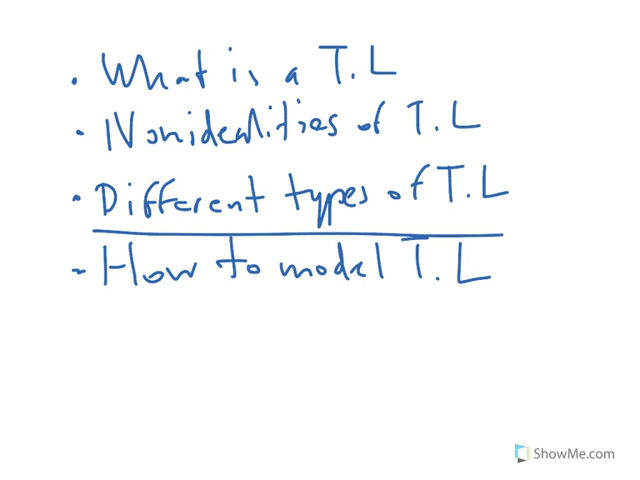 • What is a T.L
• Nonidealities of T.L
• Different types of T.L
- How to model T.L
ShowMe.com